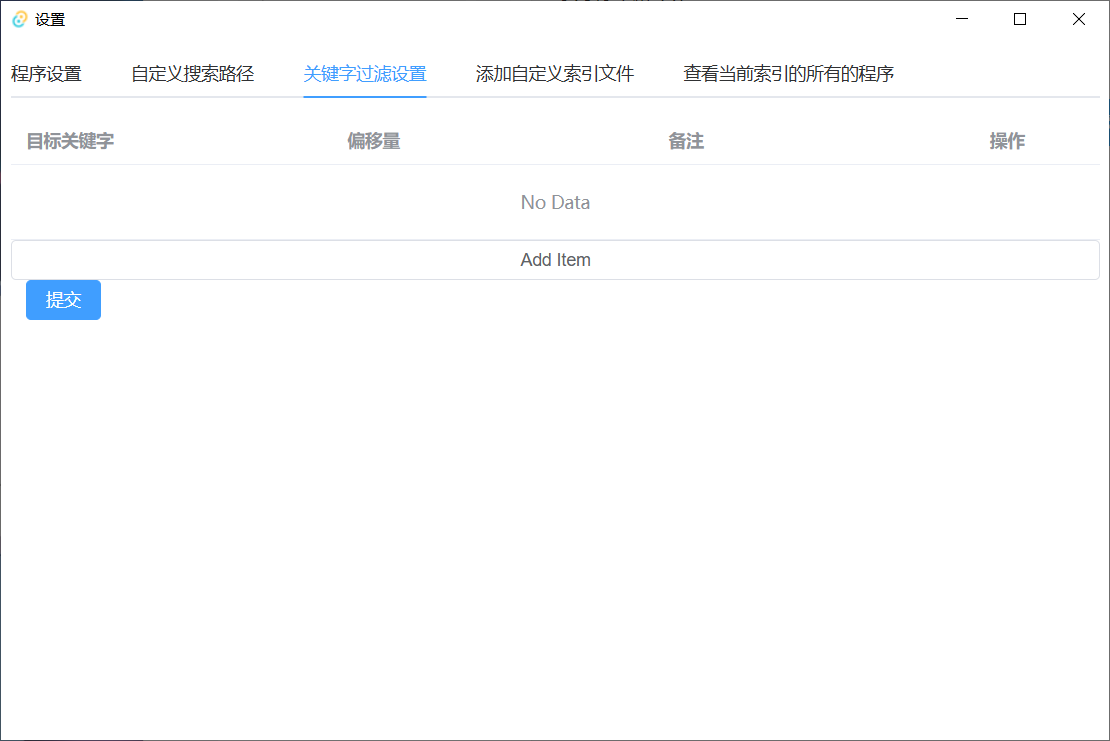 设置
程序设置 自定义搜索路径 关键字过滤设置 添加自定义索引文件 查看当前索引的所有的程序
目标关键字 偏移量 备注 操作
No Data
Add Item
提交